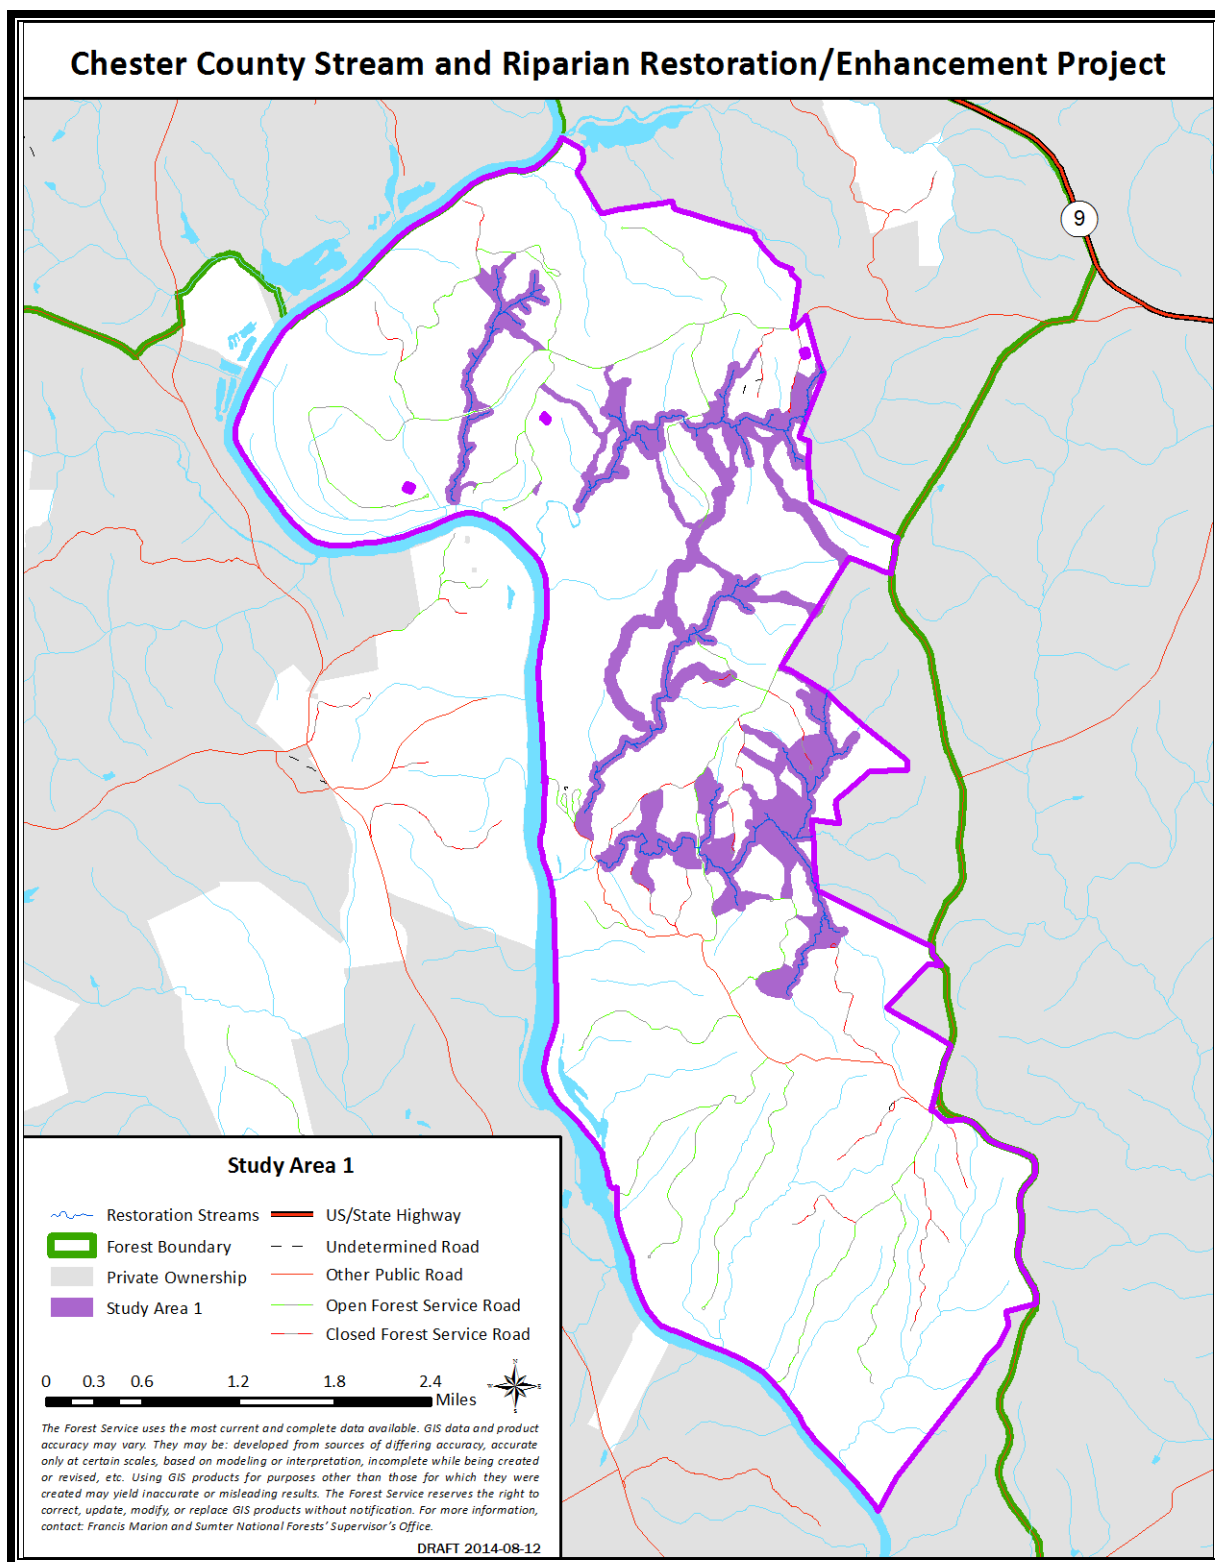 Chester County Stream and Riparian Restoration/Enhancement Project
9
Study Area 1
Restoration Streams
Forest Boundary
Private Ownership
Study Area 1
US/State Highway
Undetermined Road
Other Public Road
Open Forest Service Road
Closed Forest Service Road
0 0.3 0.6 1.2 1.8 2.4
Miles
N
W E
S
The Forest Service uses the most current and complete data available. GIS data and product
accuracy may vary. They may be: developed from sources of differing accuracy, accurate
only at certain scales, based on modeling or interpretation, incomplete while being created
or revised, etc. Using GIS products for purposes other than those for which they were
created may yield inaccurate or misleading results. The Forest Service reserves the right to
correct, update, modify, or replace GIS products without notification. For more information,
contact: Francis Marion and Sumter National Forests' Supervisor's Office.
DRAFT 2014-08-12